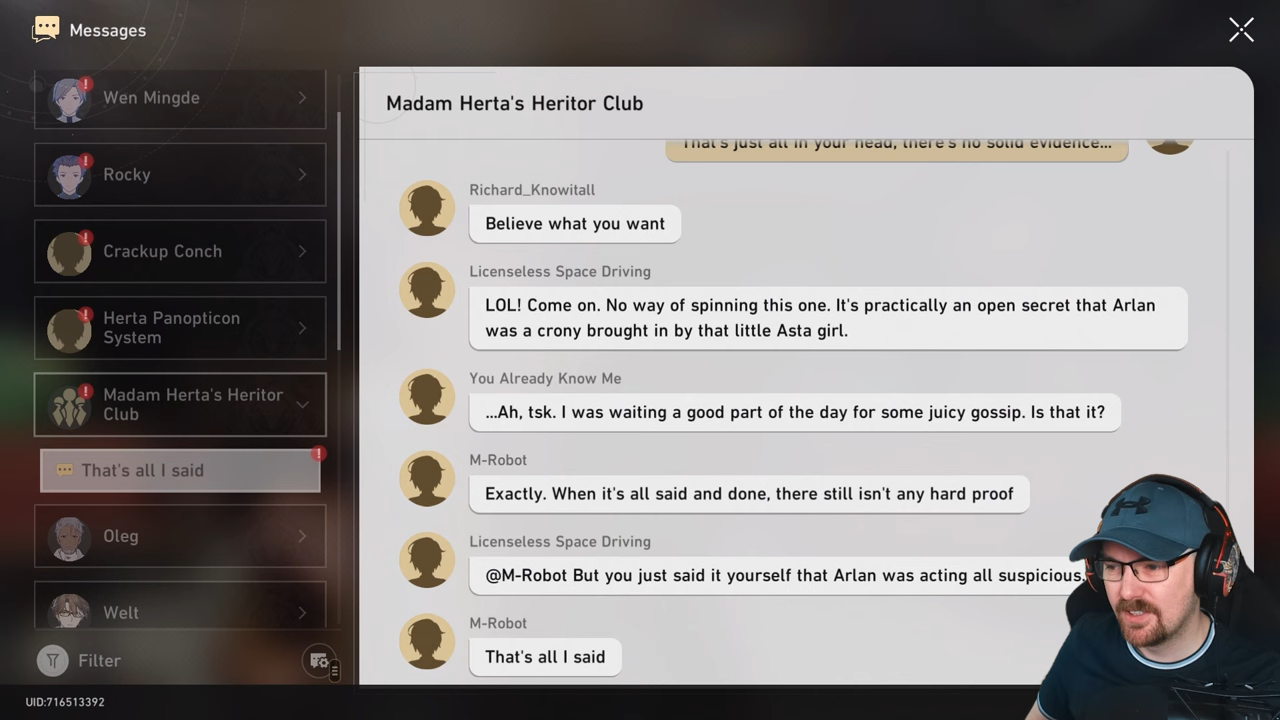 Messages
Wen Mingde
Rocky
Crackup Conch
Herta Panopticon
System
Madam Herta's Heritor
Club
That's all I said
Oleg
Welt
Filter
UID:716513392
Madam Herta's Heritor Club
That's just all in your head, there's no solid evidence...
Richard_Knowitall
Believe what you want
Licenseless Space Driving
LOL! Come on. No way of spinning this one. It's practically an open secret that Arlan
was a crony brought in by that little Asta girl.
You Already Know Me
...Ah, tsk. I was waiting a good part of the day for some juicy gossip. Is that it?
M-Robot
Exactly. When it's all said and done, there still isn't any hard proof
Licenseless Space Driving
@M-Robot But you just said it yourself that Arlan was acting all suspicious.
M-Robot
That's all I said